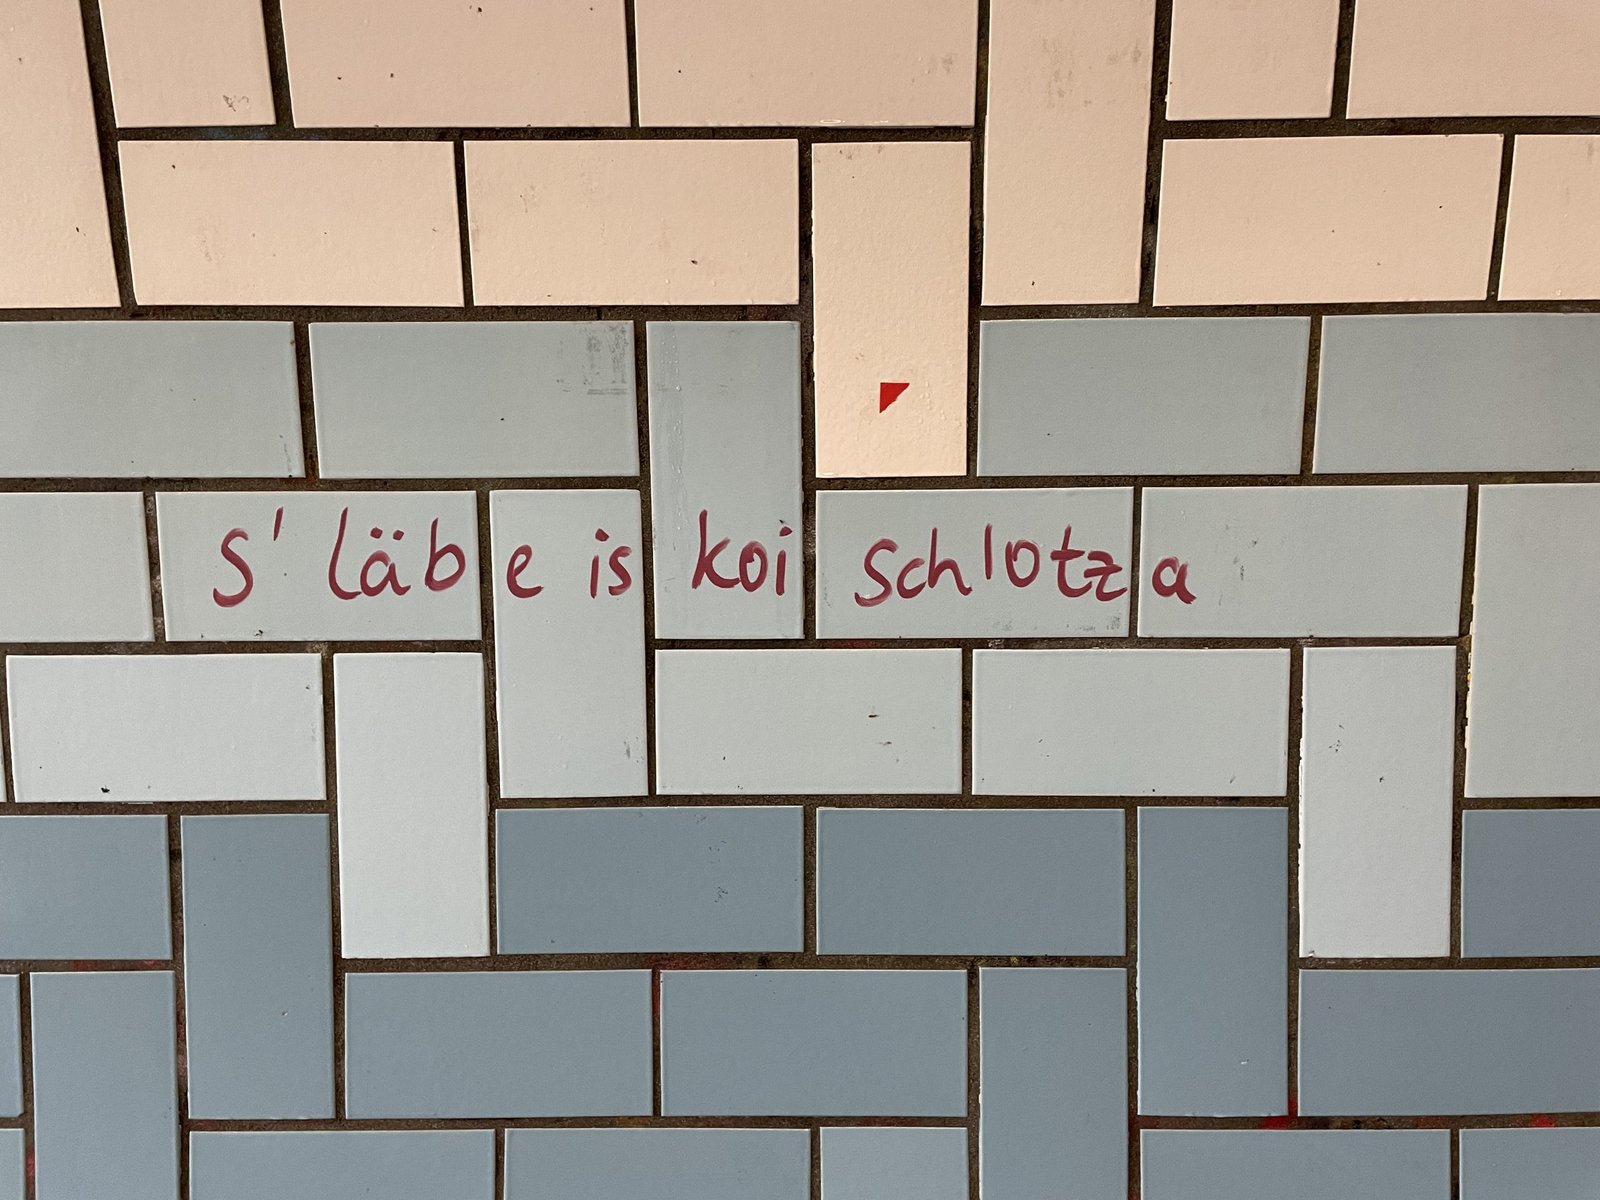 S' läbe is koi schlotza